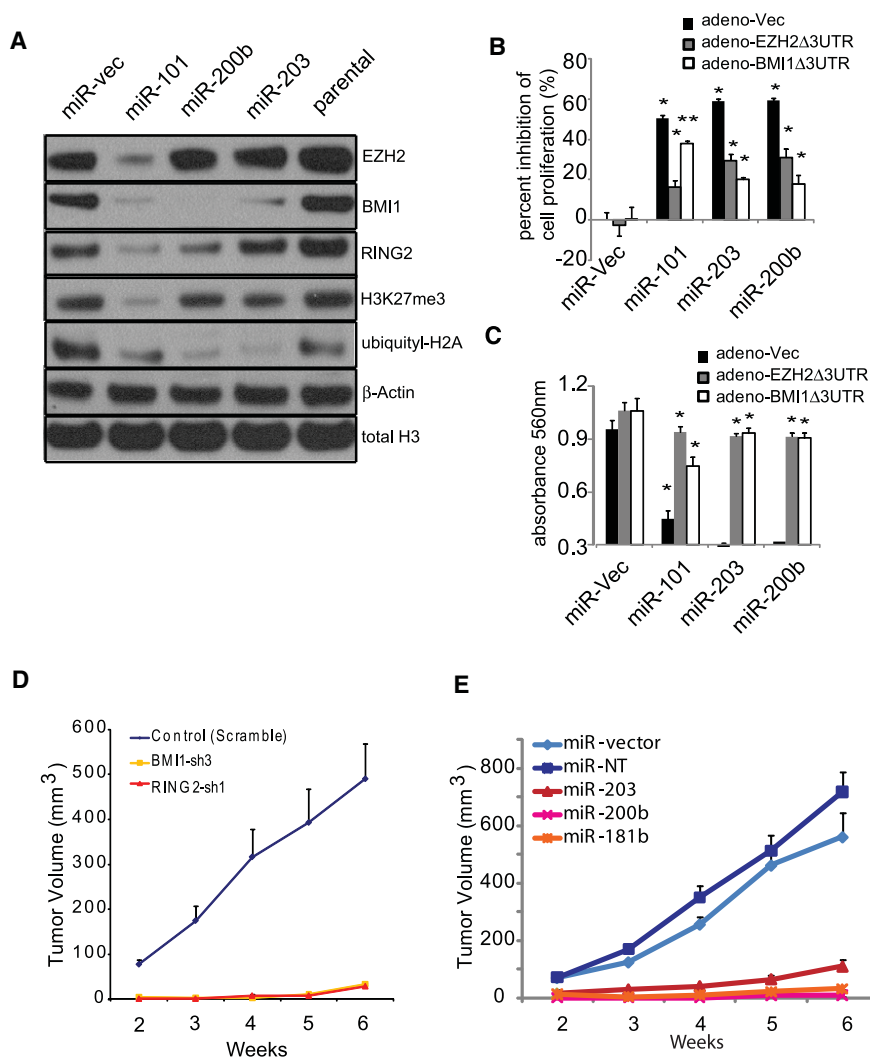 A
miR-vec
miR-101
miR-200b
miR-203
parental
EZH2
BMI1
RING2
H3K27me3
ubiquityl-H2A
β-Actin
total H3
B
adeno-Vec
adeno-EZH2Δ3UTR
adeno-BMI1Δ3UTR
percent inhibition of
cell proliferation (%)
80
60
40
20
0
-20
* * ** * * * * * *
miR-Vec
miR-101
miR-203
miR-200b
C
adeno-Vec
adeno-EZH2Δ3UTR
adeno-BMI1Δ3UTR
absorbance 560nm
1.2
0.9
0.6
0.3
* * * * * * *
miR-Vec
miR-101
miR-203
miR-200b
D
Tumor Volume (mm3)
600
500
400
300
200
100
0
Control (Scramble)
BMI1-sh3
RING2-sh1
2 3 4 5 6
Weeks
E
Tumor Volume (mm3)
miR-vector
miR-NT
miR-203
miR-200b
miR-181b
800
600
400
200
0
2 3 4 5 6
Weeks